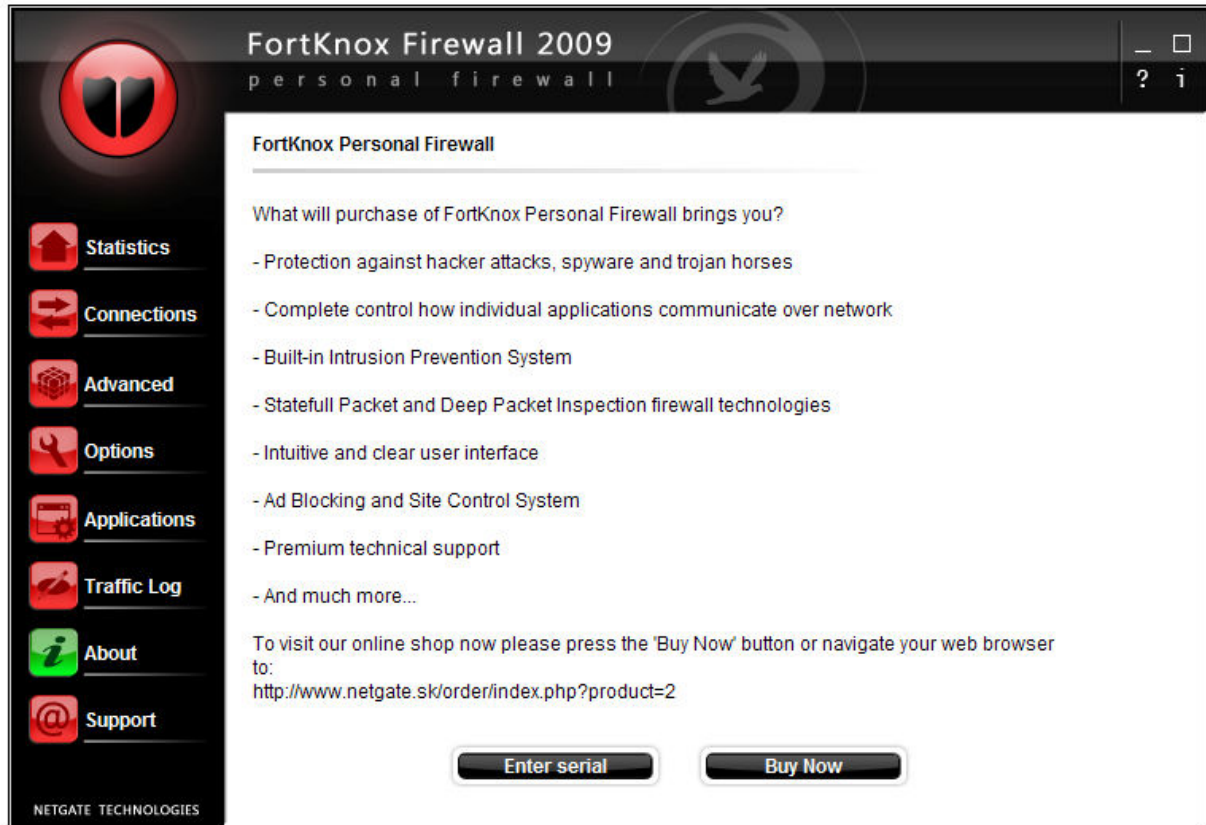 FortKnox Firewall 2009
personal firewall
? i
FortKnox Personal Firewall
What will purchase of FortKnox Personal Firewall brings you?
- Protection against hacker attacks, spyware and trojan horses
- Complete control how individual applications communicate over network
- Built-in Intrusion Prevention System
- Statefull Packet and Deep Packet Inspection firewall technologies
- Intuitive and clear user interface
- Ad Blocking and Site Control System
- Premium technical support
- And much more...
To visit our online shop now please press the 'Buy Now' button or navigate your web browser
to:
http://www.netgate.sk/order/index.php?product=2
Enter serial
Buy Now
Statistics
Connections
Advanced
Options
Applications
Traffic Log
About
Support
NETGATE TECHNOLOGIES